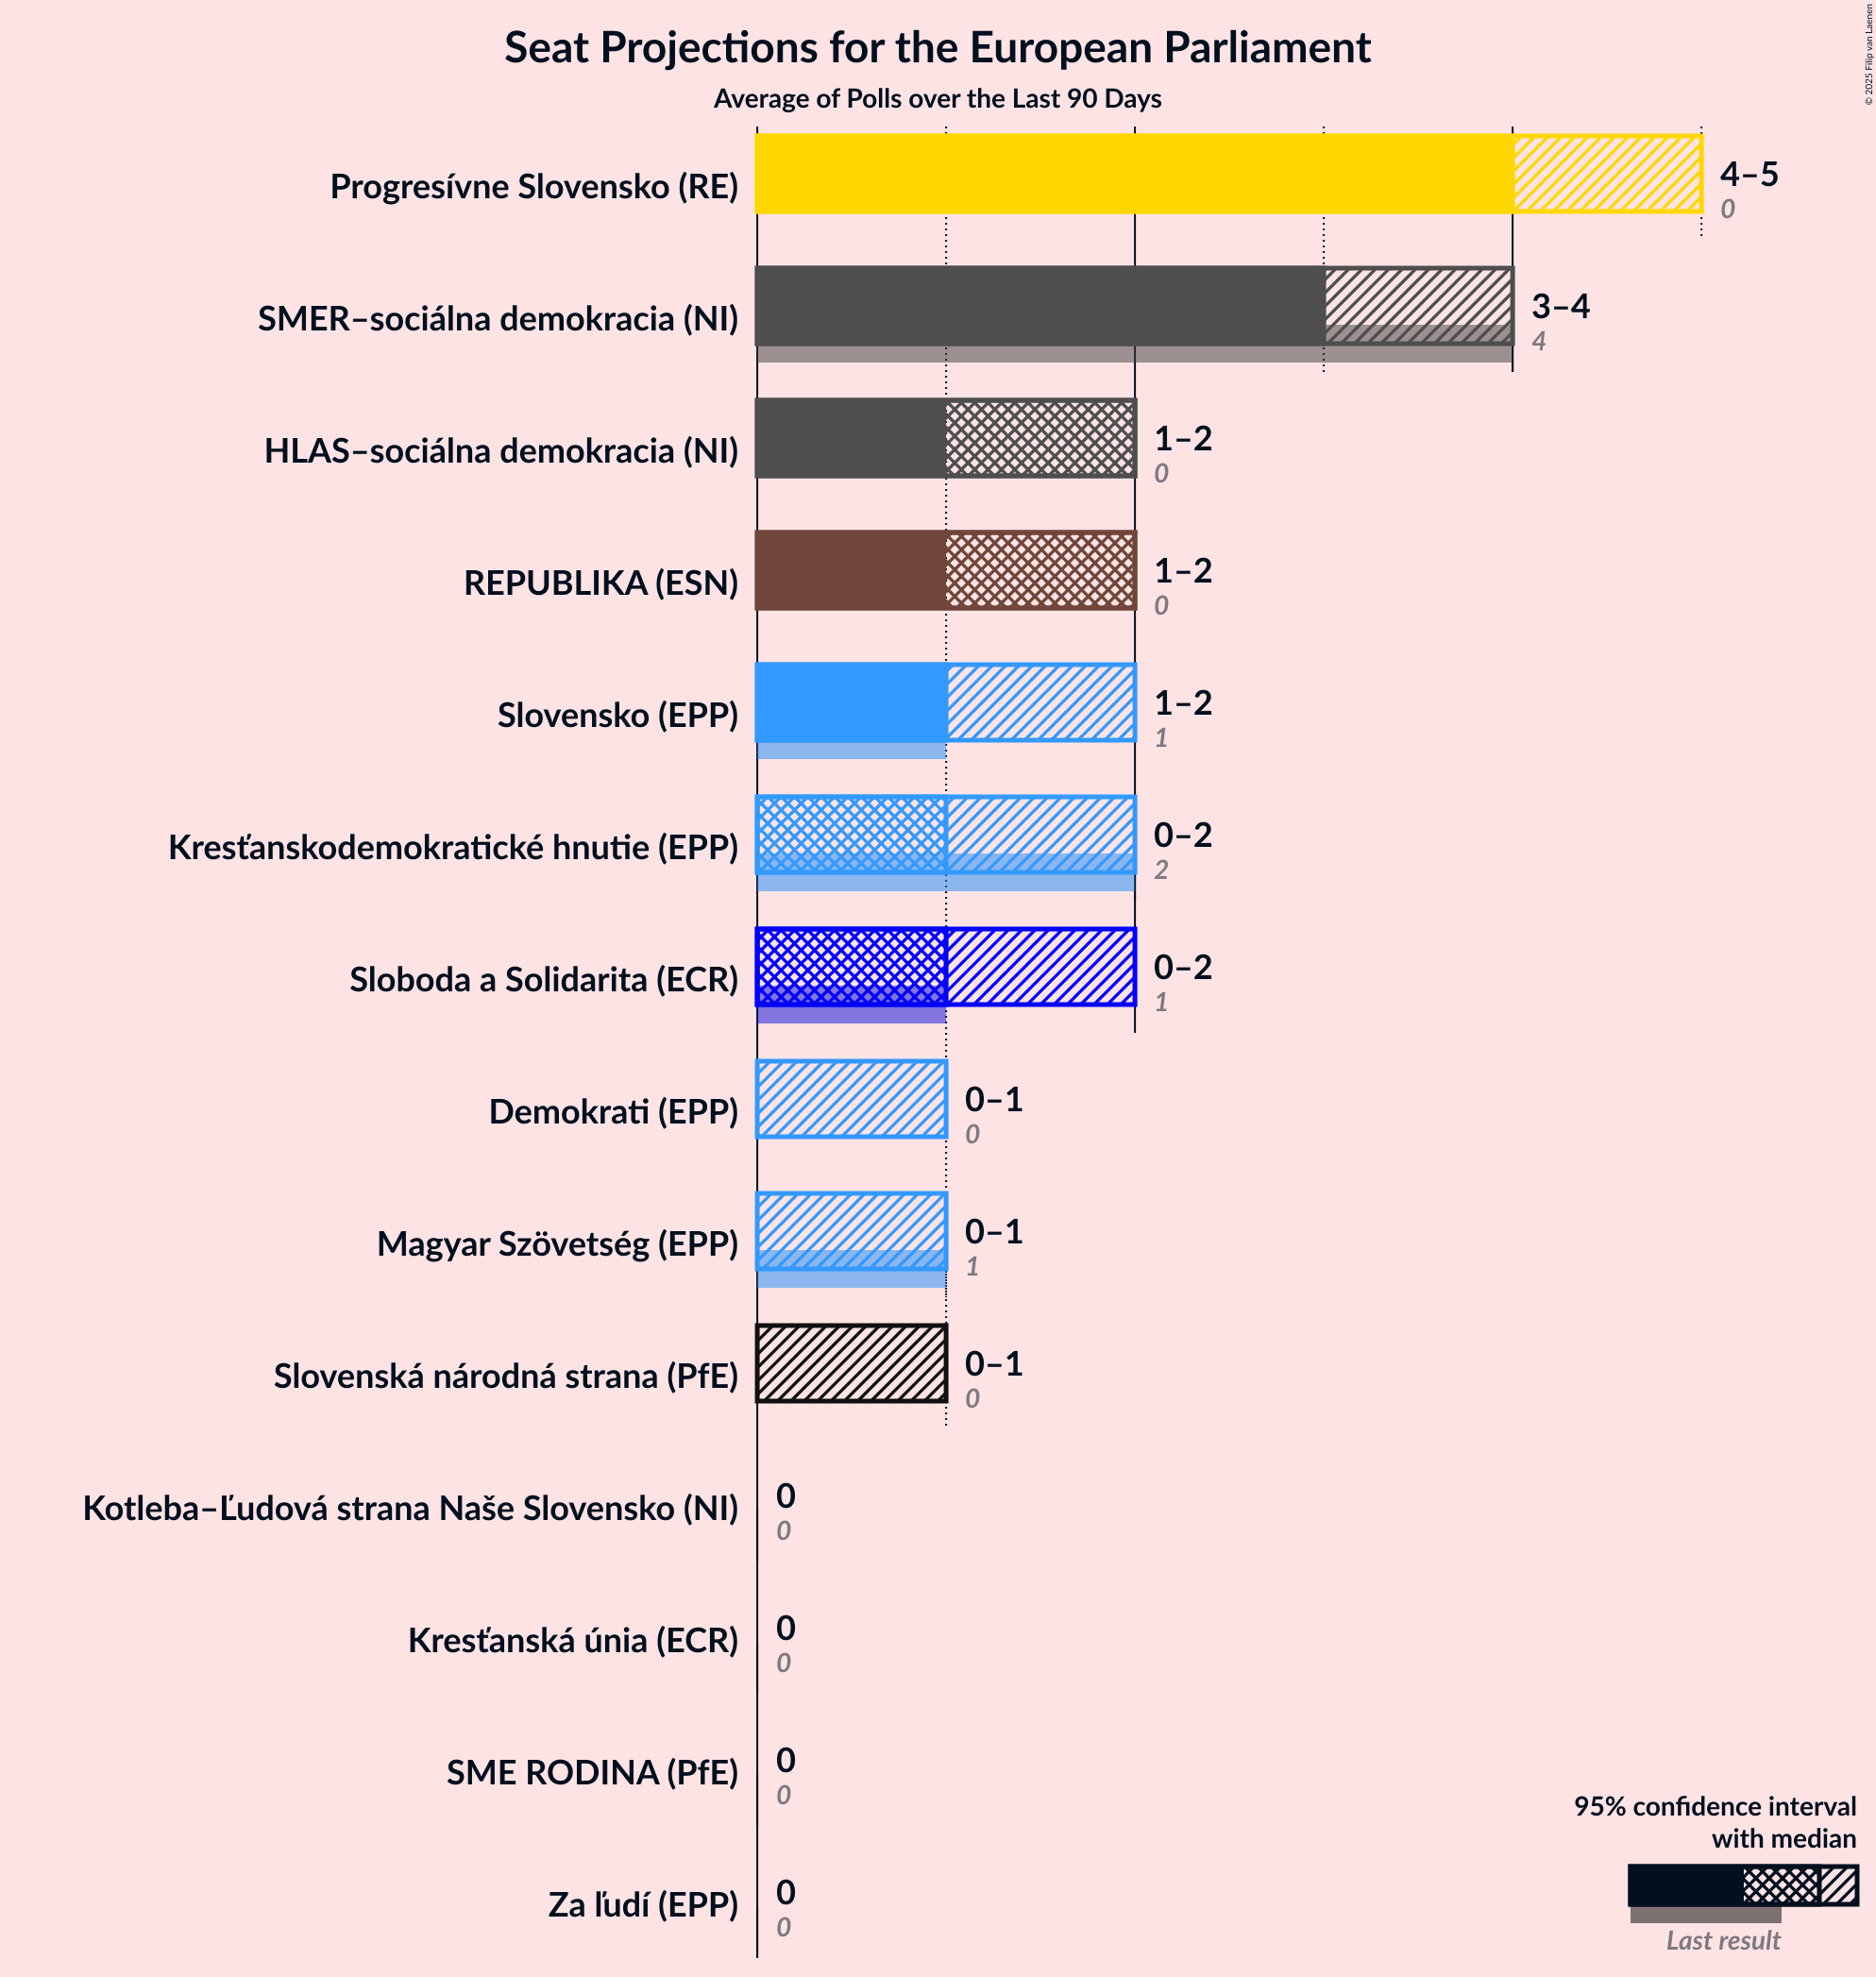 Seat Projections for the European Parliament
Average of Polls over the Last 90 Days
© 2025 Filip van Laenen
Progresívne Slovensko (RE)
4–5
0
SMER–sociálna demokracia (NI)
3–4
4
HLAS–sociálna demokracia (NI)
1–2
0
REPUBLIKA (ESN)
1–2
0
Slovensko (EPP)
1–2
1
Kresťanskodemokratické hnutie (EPP)
0–2
2
Sloboda a Solidarita (ECR)
0–2
1
Demokrati (EPP)
0–1
0
Magyar Szövetség (EPP)
0–1
1
Slovenská národná strana (PfE)
0–1
0
Kotleba–Ľudová strana Naše Slovensko (NI)
0
0
Kresťanská únia (ECR)
0
0
SME RODINA (PfE)
0
0
Za ľudí (EPP)
0
0
95% confidence interval
with median
Last result